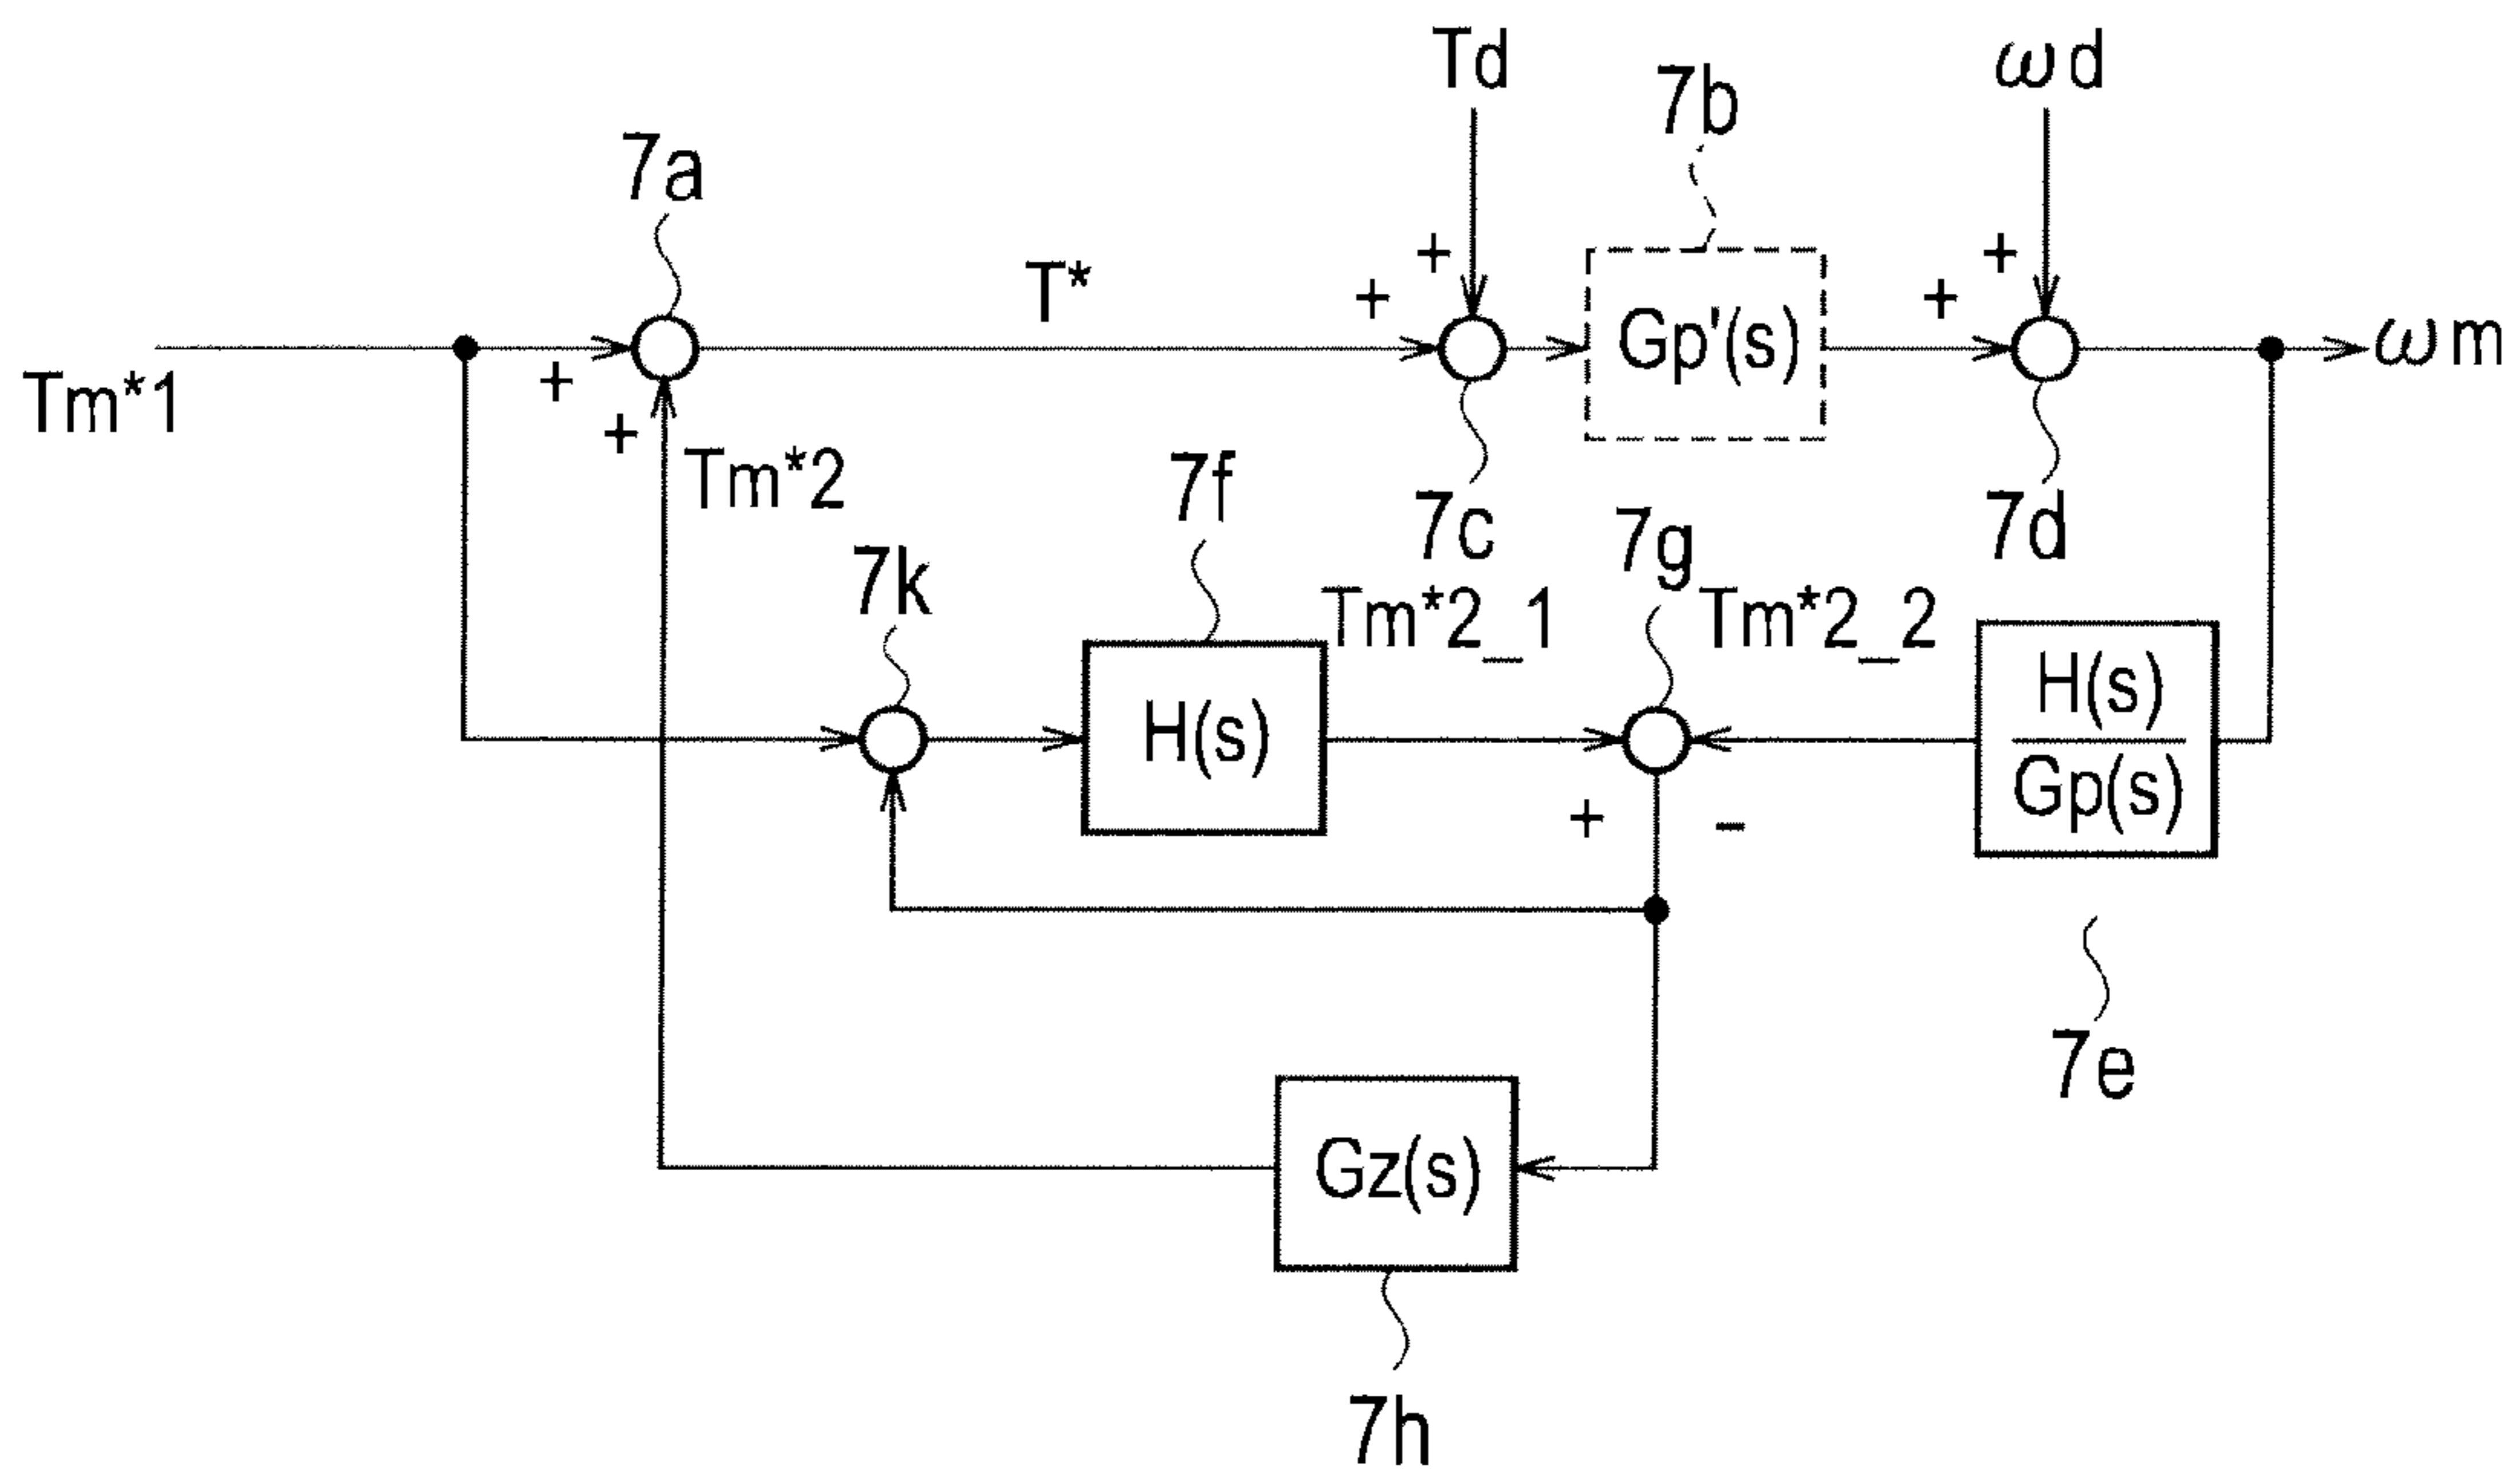 Td
ωd
7b
7a
T*
+
+
+
+
Gp'(s)
ωm
Tm*1
+
+
Tm*2
7f
7c
7g
7d
7k
Tm*2_1
Tm*2_2
H(s)
H(s)
Gp(s)
+
-
7e
Gz(s)
7h